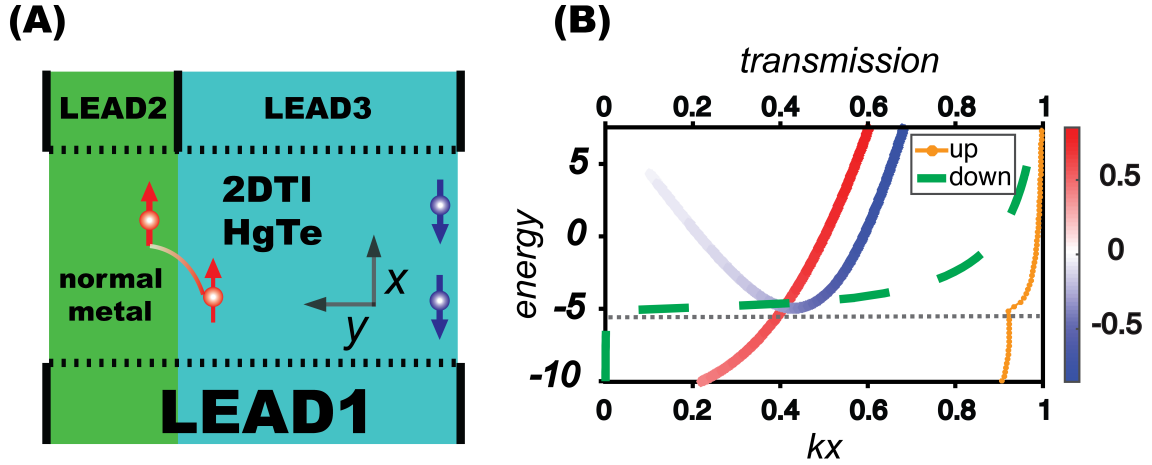 (A)
LEAD2 LEAD3
2DTI
HgTe
normal
metal
x
y
LEAD1
(B)
transmission
0 0.2 0.4 0.6 0.8 1
energy
5
0
-5
-10
up
down
0 0.2 0.4 0.6 0.8 1
kx
0.5
0
-0.5